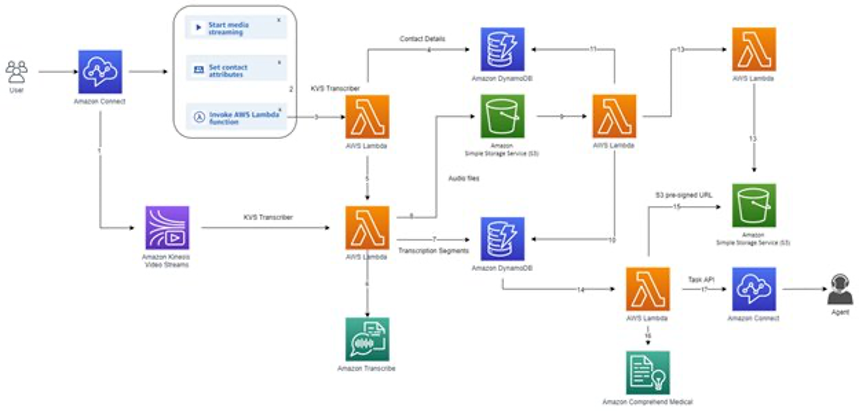 Start media
streaming
Set contact
attributes
Invoke AWS Lambda
function
2
User
Amazon Connect
1
3
KVS Transcriber
AWS Lambda
Contact Details
4
Amazon DynamoDB
11
13
AWS Lambda
Amazon
Simple Storage Service (S3)
9
AWS Lambda
5
Audio files
8
KVS Transcriber
Amazon Kinesis
Video Streams
AWS Lambda
7
Transcription Segments
Amazon DynamoDB
10
13
S3 pre-signed URL
15
Amazon
Simple Storage Service (S3)
14
AWS Lambda
Task API
17
Amazon Connect
Agent
16
Amazon Transcribe
Amazon Comprehend Medical